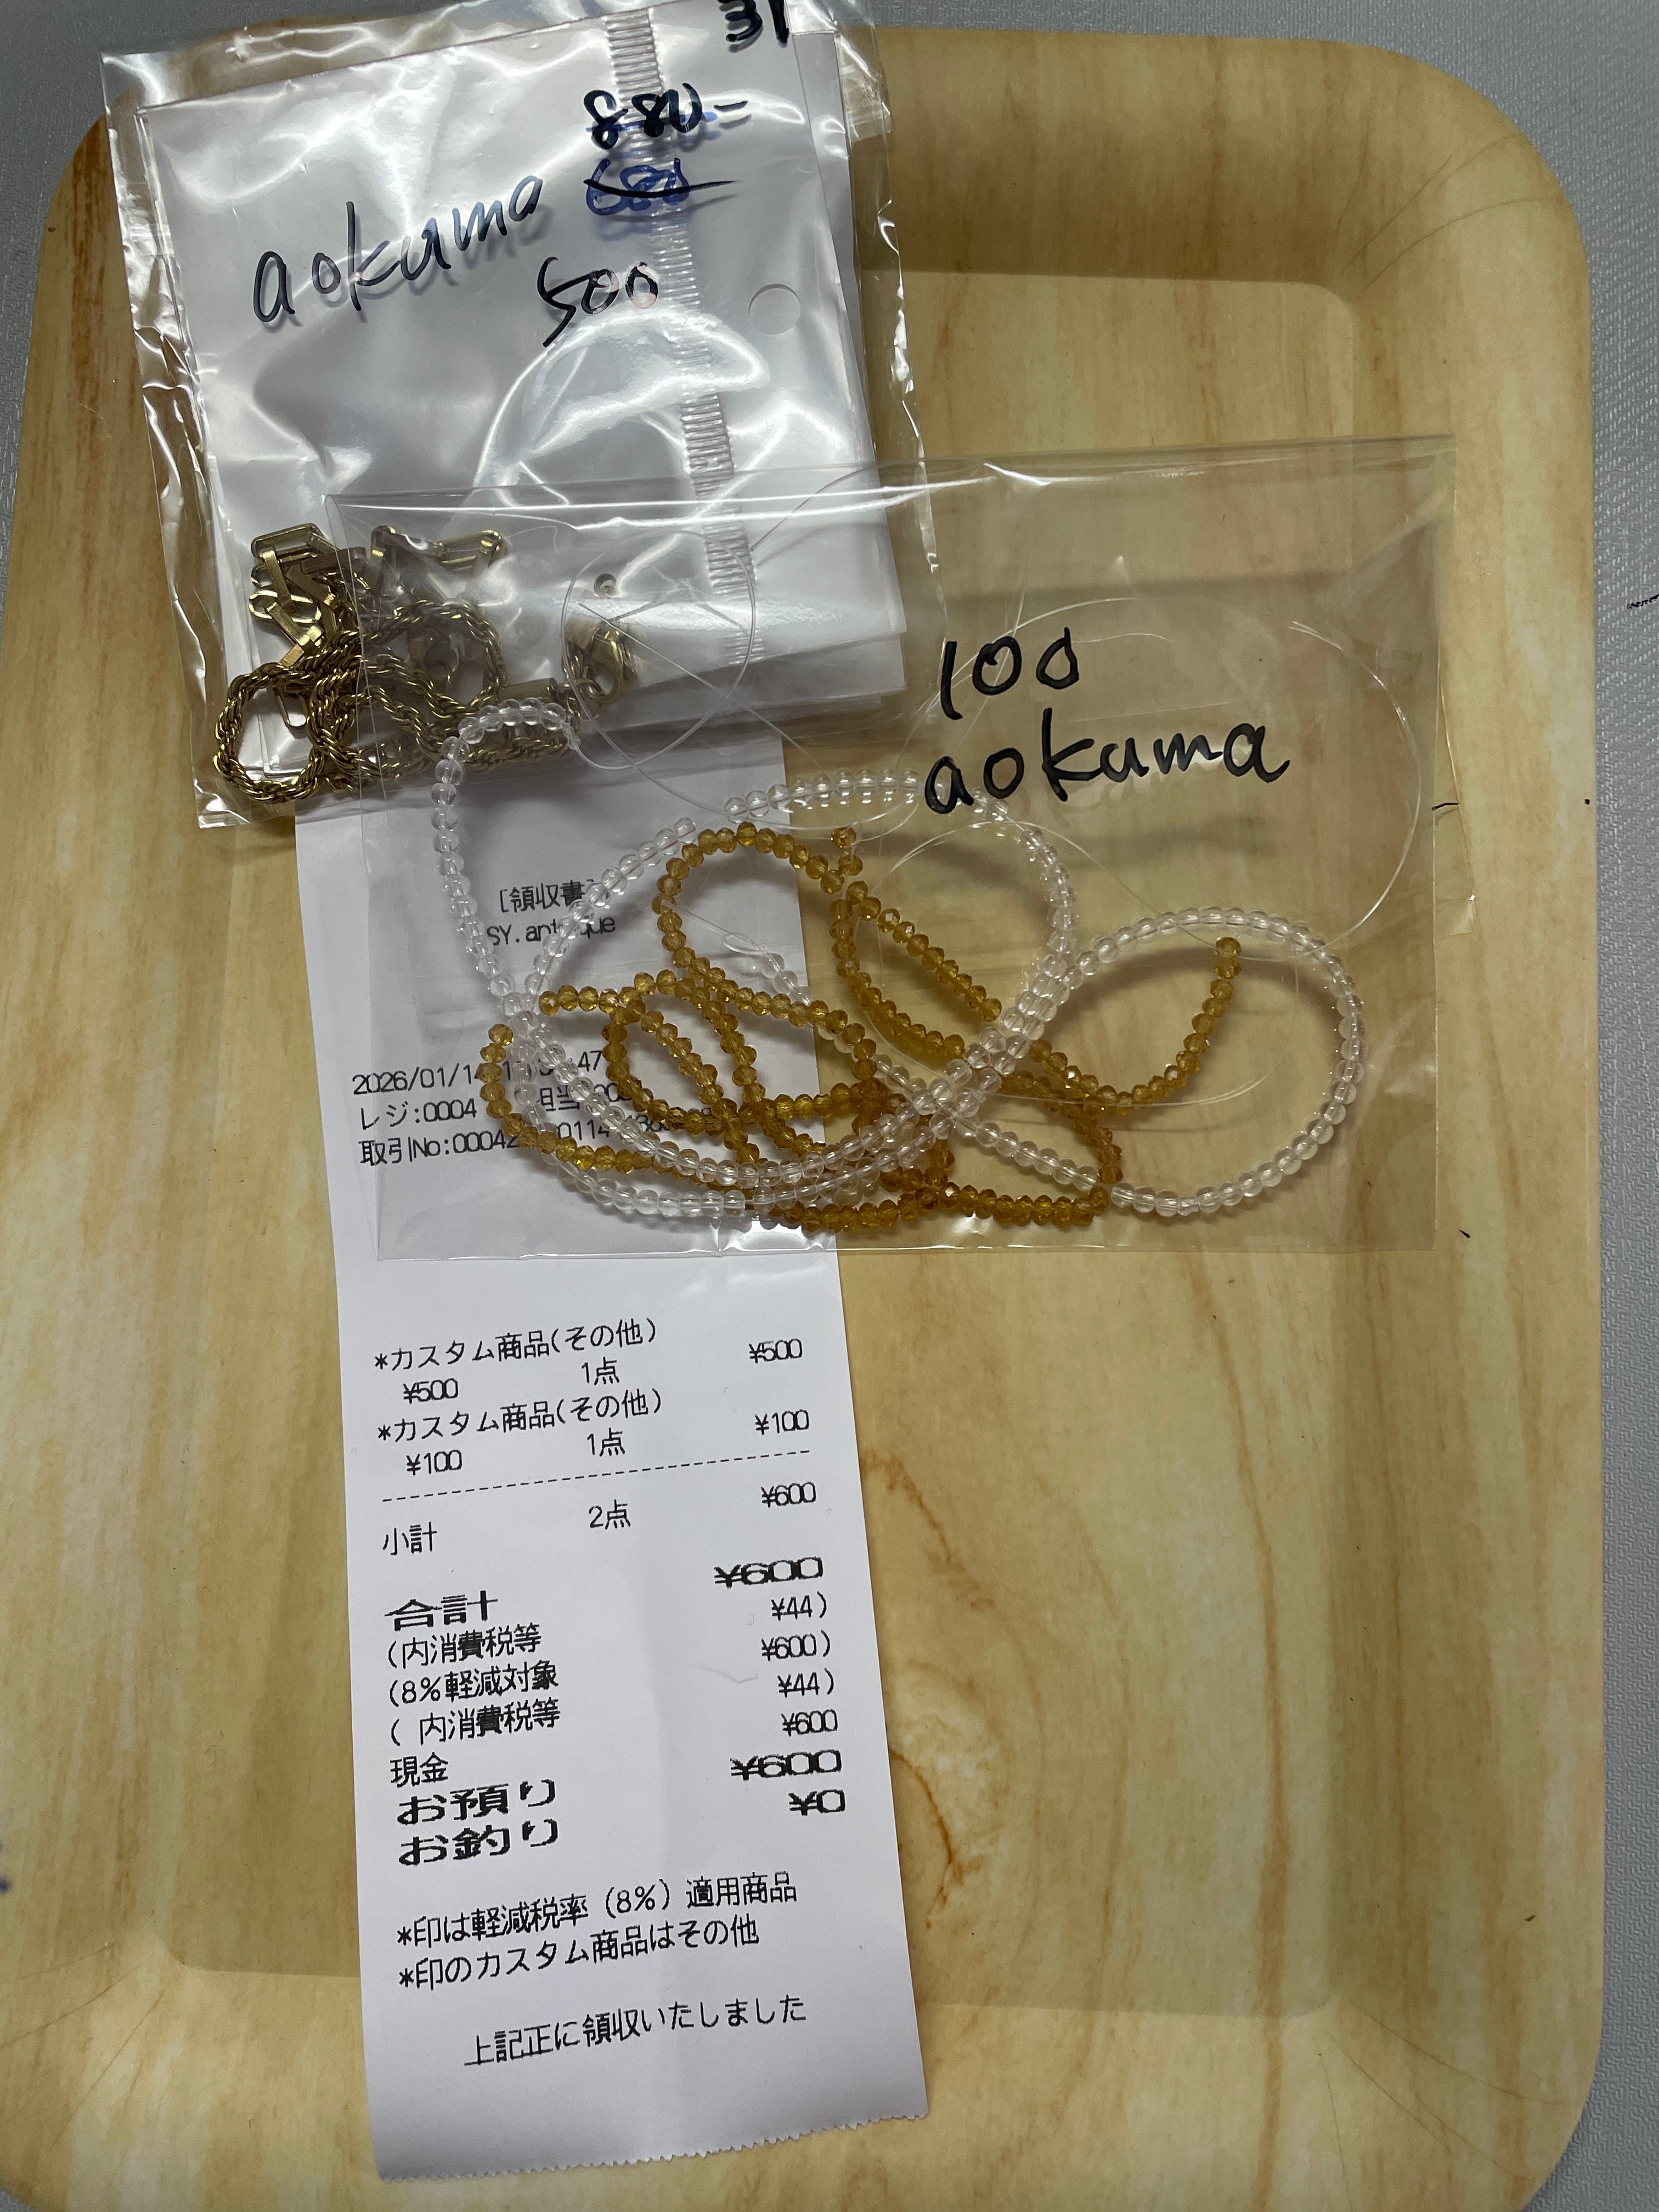 31
880=
680
aokuma
500
100
aokuma
[領収書]
SY.antique
2026/01/14
レジ:0004 担当
取引No:00042
*カスタム商品(その他)
¥500 1点 ¥500
*カスタム商品(その他)
¥100 1点 ¥100
小計 2点 ¥600
合計 ¥600
(内消費税等 ¥44)
(8%軽減対象 ¥600)
( 内消費税等 ¥44)
現金 ¥600
お預り ¥600
お釣り ¥0
*印は軽減税率(8%)適用商品
*印のカスタム商品はその他
上記正に領収いたしました